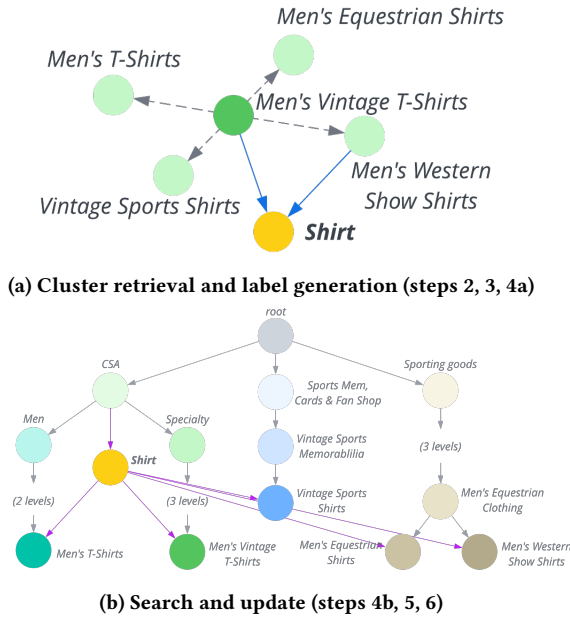 Men's Equestrian Shirts
Men's T-Shirts
Men's Vintage T-Shirts
Men's Western
Show Shirts
Vintage Sports Shirts
Shirt
(a) Cluster retrieval and label generation (steps 2, 3, 4a)
root
CSA
Sporting goods
Sports Mem,
Cards & Fan Shop
Men
Specialty
Shirt
Vintage Sports
Memorablilia
(3 levels)
(2 levels)
(3 levels)
Vintage Sports
Shirts
Men's Equestrian
Clothing
Men's T-Shirts
Men's Vintage
T-Shirts
Men's Equestrian
Shirts
Men's Western
Show Shirts
(b) Search and update (steps 4b, 5, 6)